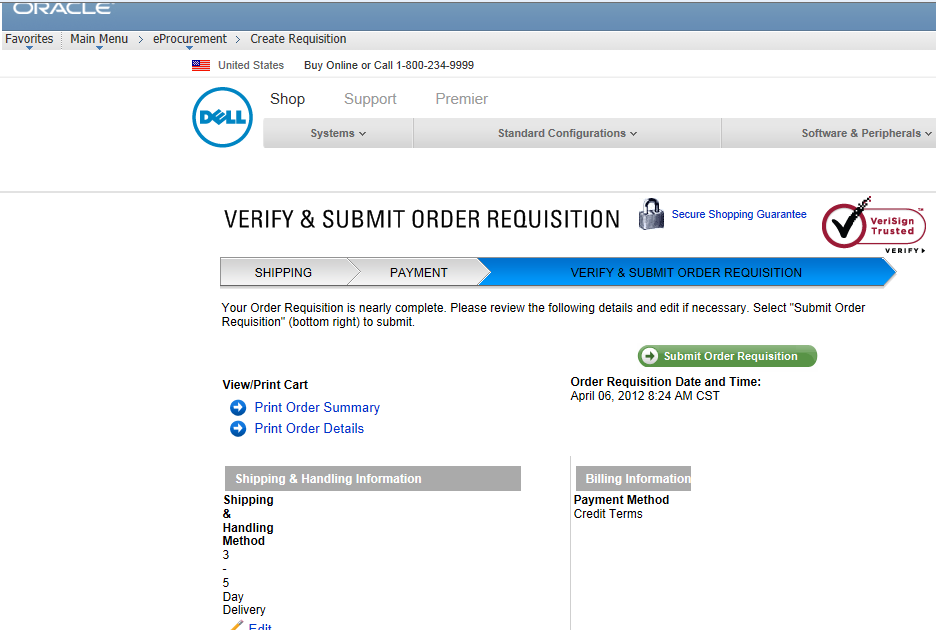 ORACLE
Favorites Main Menu > eProcurement > Create Requisition
United States Buy Online or Call 1-800-234-9999
DELL
Shop Support Premier
Systems Standard Configurations Software & Peripherals
VERIFY & SUBMIT ORDER REQUISITION
Secure Shopping Guarantee
VeriSign
Trusted
VERIFY
™
SHIPPING PAYMENT VERIFY & SUBMIT ORDER REQUISITION
Your Order Requisition is nearly complete. Please review the following details and edit if necessary. Select "Submit Order
Requisition" (bottom right) to submit.
Submit Order Requisition
View/Print Cart
Print Order Summary
Print Order Details
Order Requisition Date and Time:
April 06, 2012 8:24 AM CST
Shipping & Handling Information
Shipping
&
Handling
Method
3
-
5
Day
Delivery
Edit
Billing Information
Payment Method
Credit Terms